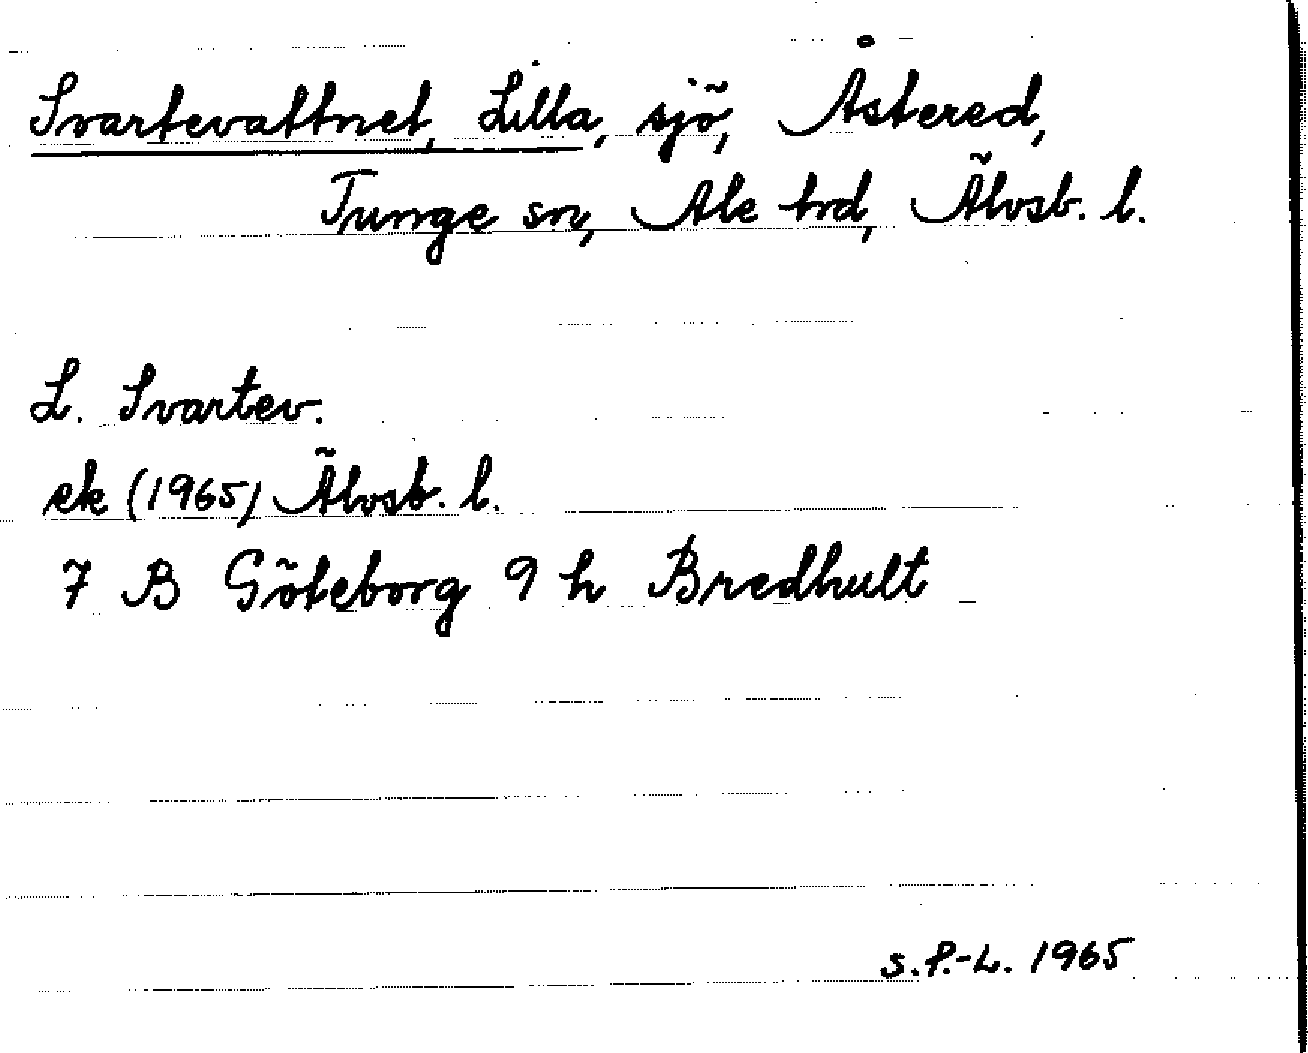 Svartevattnet, Lilla, sjö, Åstered,
Tunge sn, Ale hd, Älvsb. l.
L. Svartev.
ek (1965) Älvsb. l.
7 B Göteborg 9 h Bredhult
S.P.-L. 1965